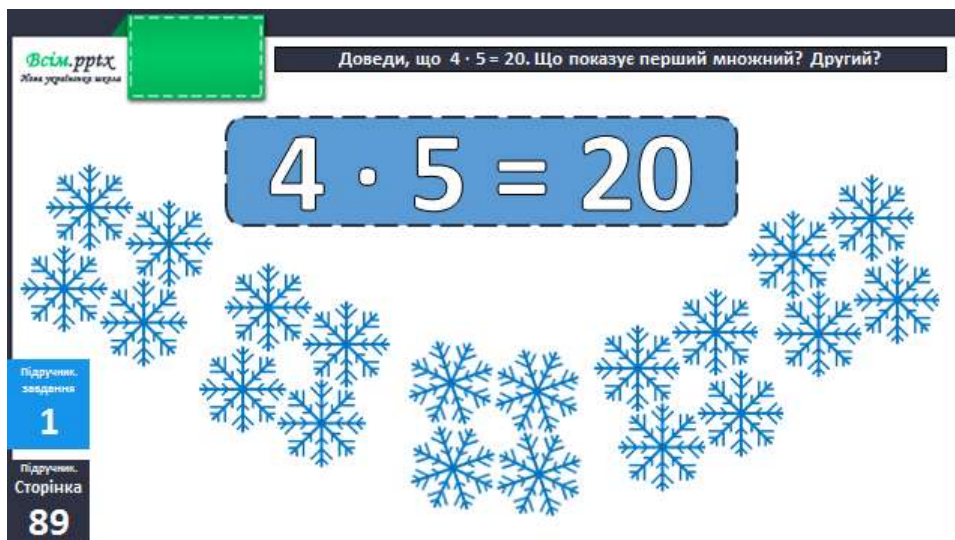 Всім.pptx
Нова українська школа
Доведи, що 4 · 5 = 20. Що показує перший множний? Другий?
4 · 5 = 20
Підручник.
завдення
1
Підручник.
Сторінка
89